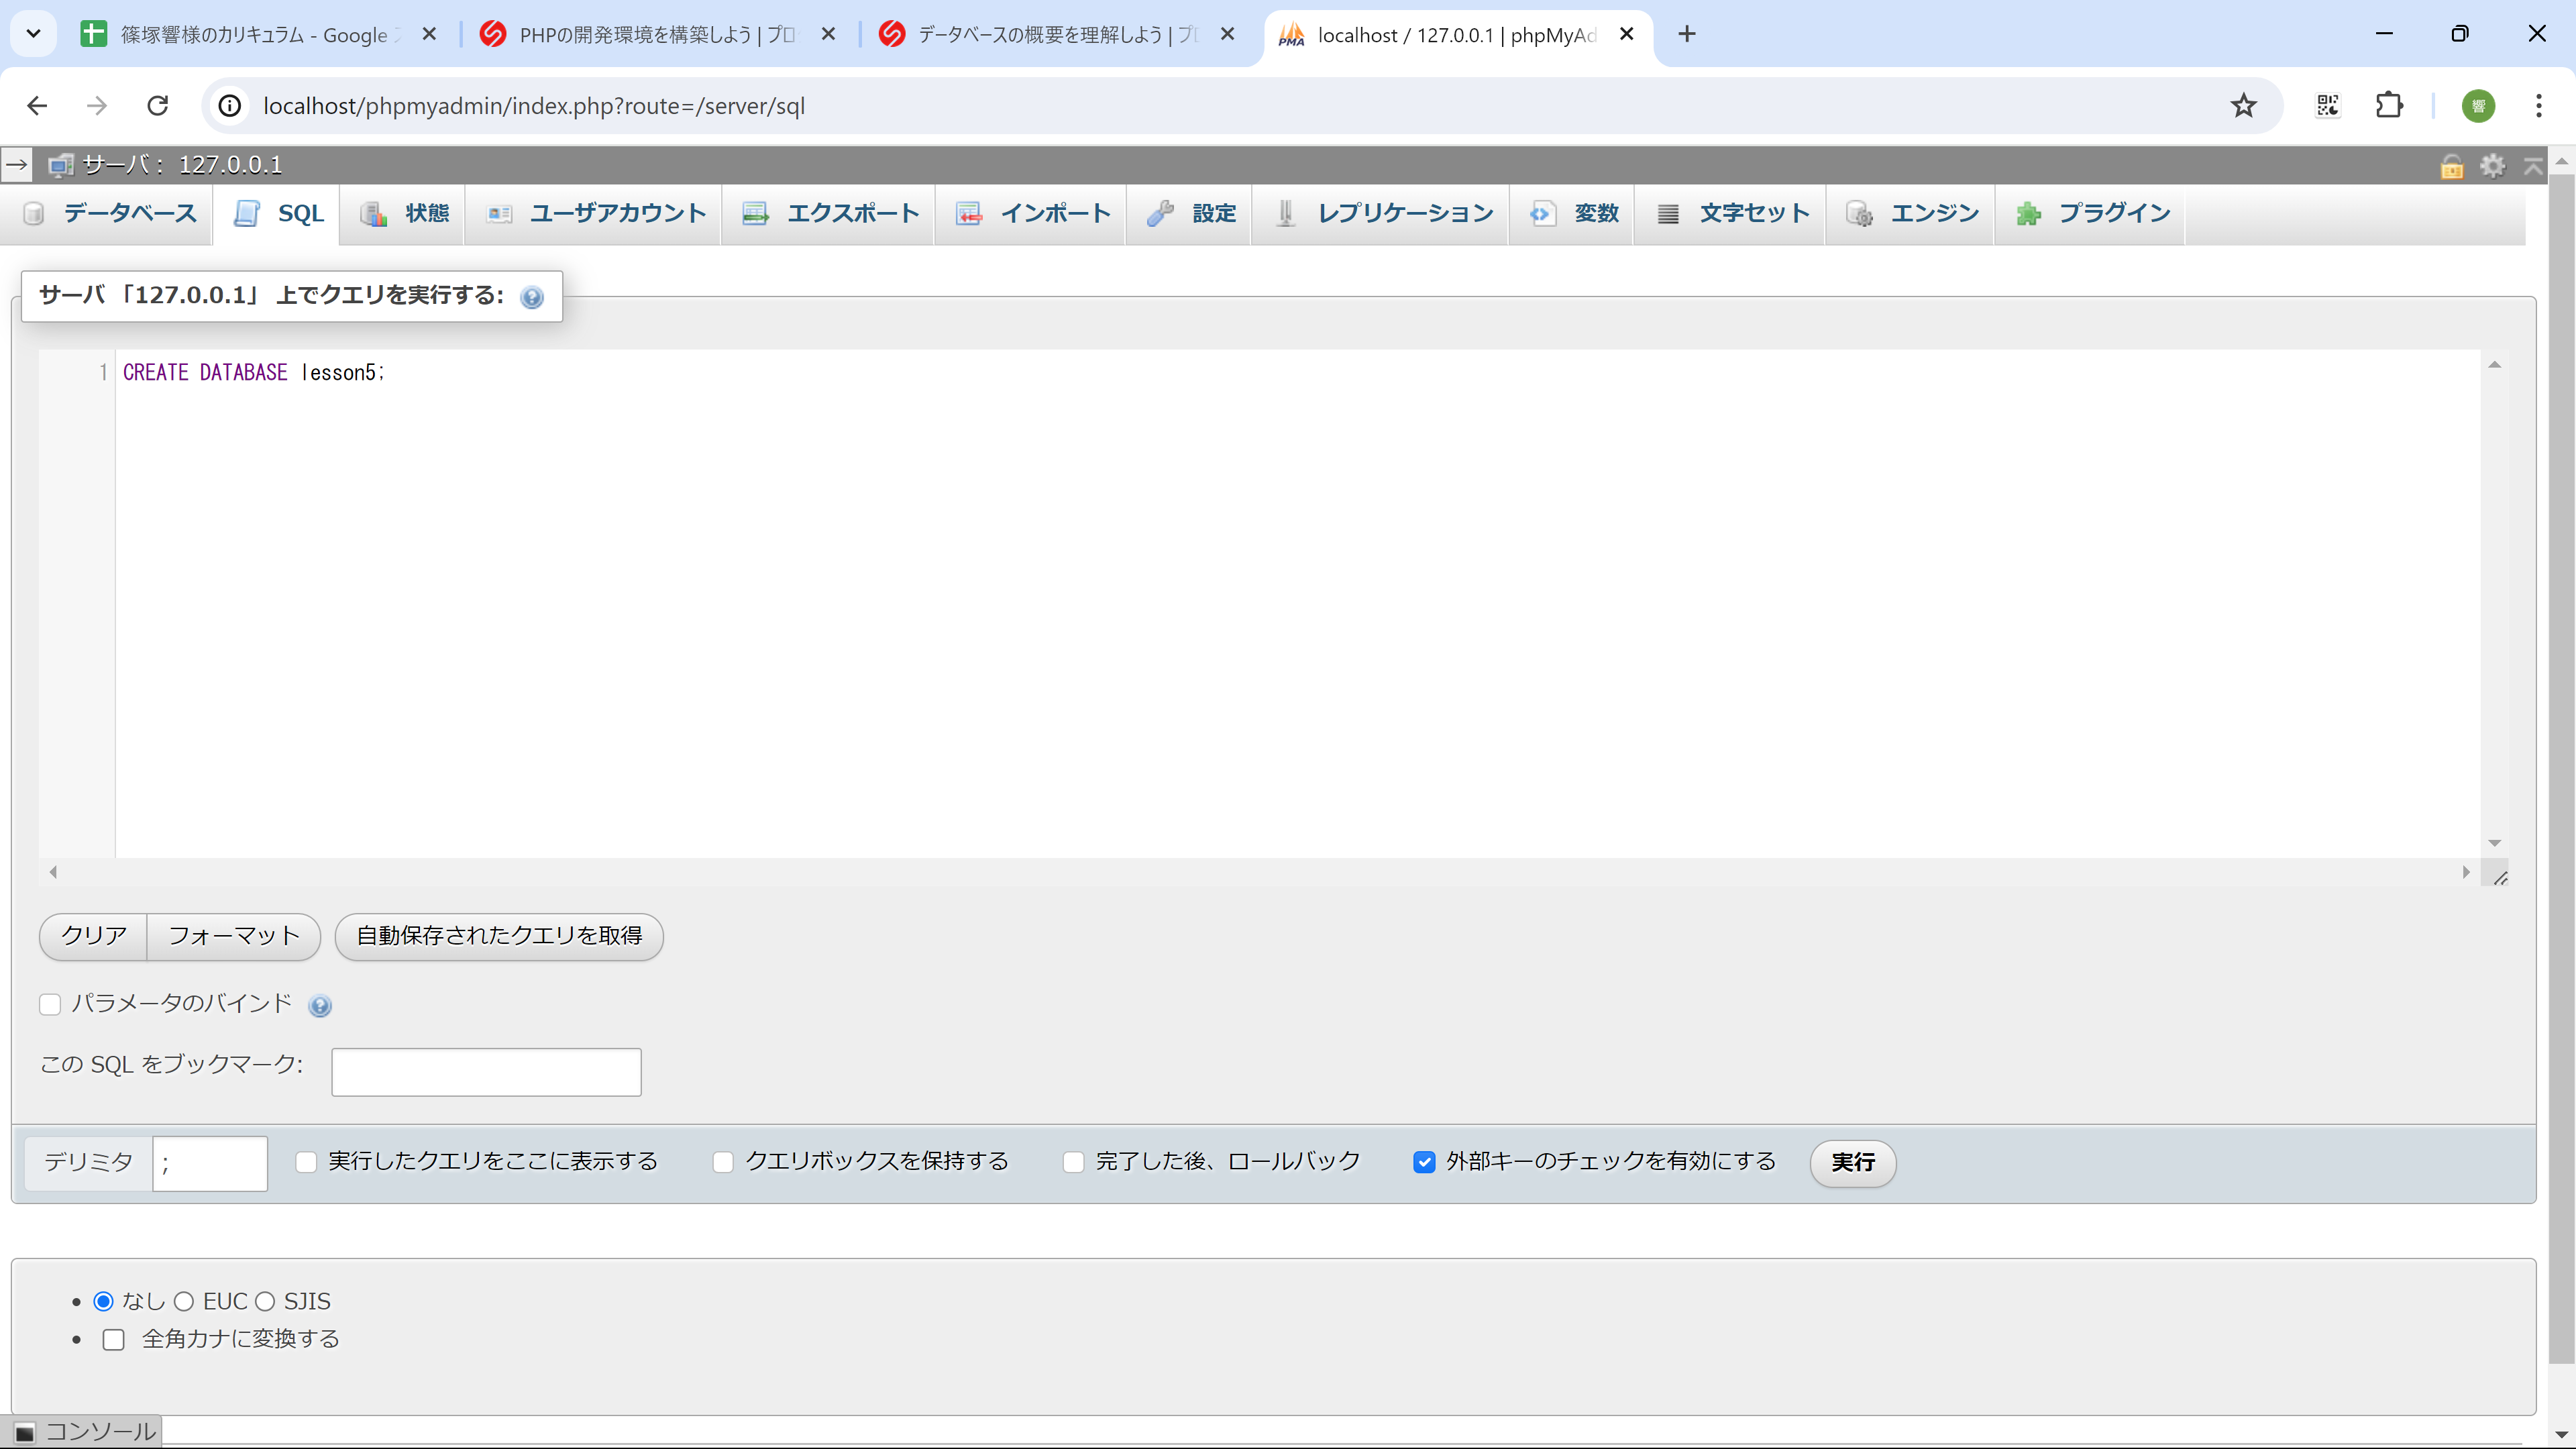 篠塚響様のカリキュラム - Google
PHPの開発環境を構築しよう | プロ
データベースの概要を理解しよう | プロ
localhost / 127.0.0.1 | phpMyAd
localhost/phpmyadmin/index.php?route=/server/sql
響
サーバ： 127.0.0.1
データベース SQL 状態 ユーザアカウント エクスポート インポート 設定 レプリケーション 変数 文字セット エンジン プラグイン
サーバ 「127.0.0.1」 上でクエリを実行する:
1 CREATE DATABASE lesson5;
クリア フォーマット 自動保存されたクエリを取得
パラメータのバインド
この SQL をブックマーク:
デリミタ ; 実行したクエリをここに表示する クエリボックスを保持する 完了した後、ロールバック 外部キーのチェックを有効にする 実行
なし EUC SJIS
全角カナに変換する
コンソール